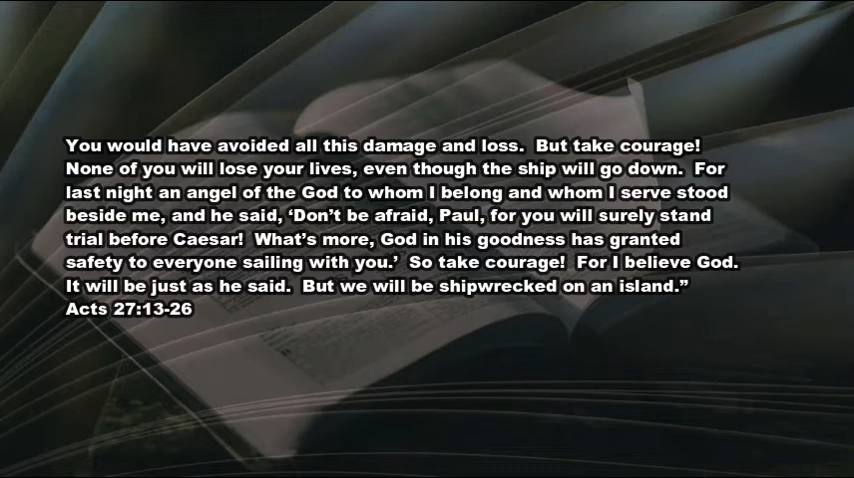 You would have avoided all this damage and loss.  But take courage!
None of you will lose your lives, even though the ship will go down.  For
last night an angel of the God to whom I belong and whom I serve stood
beside me, and he said, ‘Don’t be afraid, Paul, for you will surely stand
trial before Caesar!  What’s more, God in his goodness has granted
safety to everyone sailing with you.’  So take courage!  For I believe God.
It will be just as he said.  But we will be shipwrecked on an island.”
Acts 27:13-26